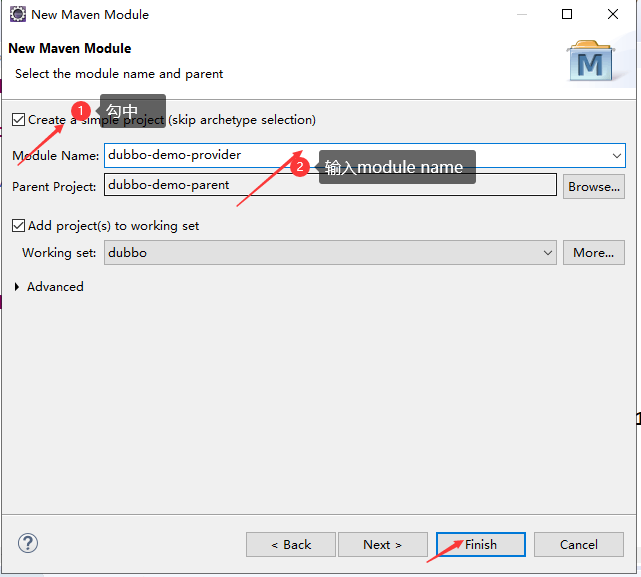 New Maven Module
New Maven Module
Select the module name and parent
M
1 勾中
Create a simple project (skip archetype selection)
Module Name: dubbo-demo-provider
2 输入module name
Parent Project: dubbo-demo-parent Browse...
Add project(s) to working set
Working set: dubbo More...
Advanced
? < Back Next > Finish Cancel